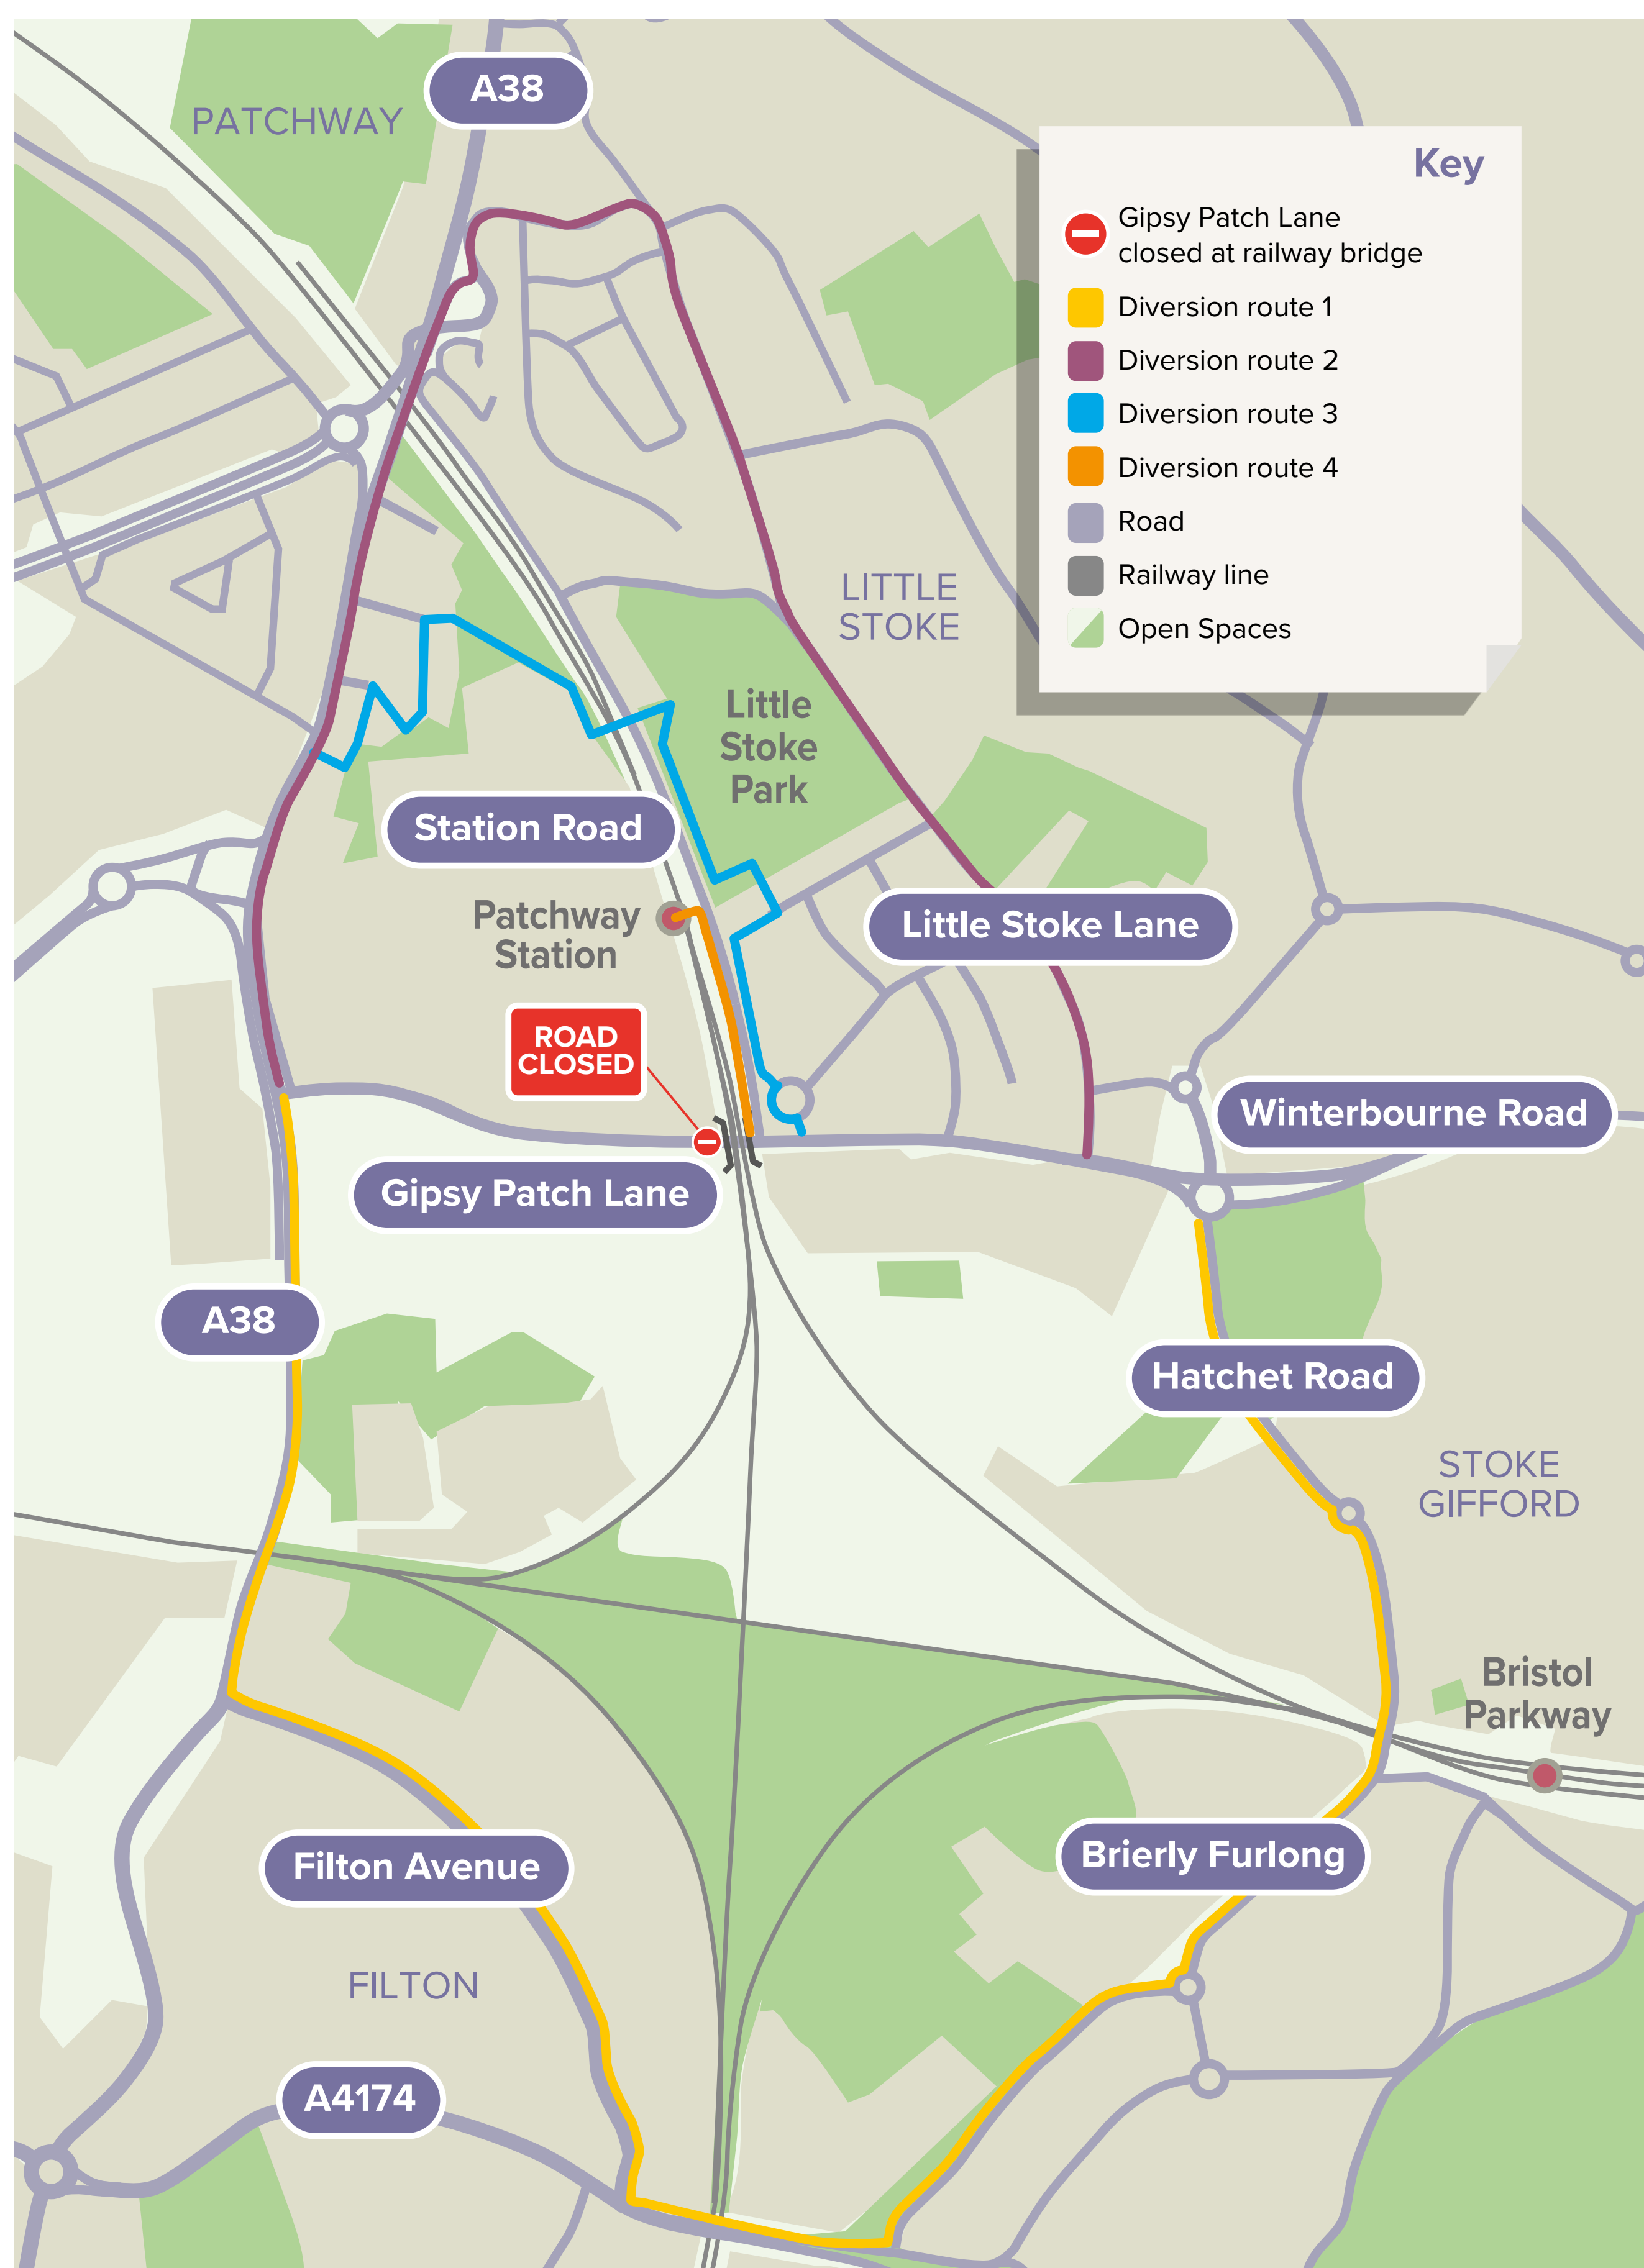 A38
PATCHWAY
Key
Gipsy Patch Lane
closed at railway bridge
Diversion route 1
Diversion route 2
Diversion route 3
Diversion route 4
Road
Railway line
Open Spaces
LITTLE
STOKE
Little
Stoke
Park
Station Road
Patchway
Station
Little Stoke Lane
ROAD
CLOSED
Winterbourne Road
Gipsy Patch Lane
A38
Hatchet Road
STOKE
GIFFORD
Bristol
Parkway
Brierly Furlong
Filton Avenue
FILTON
A4174